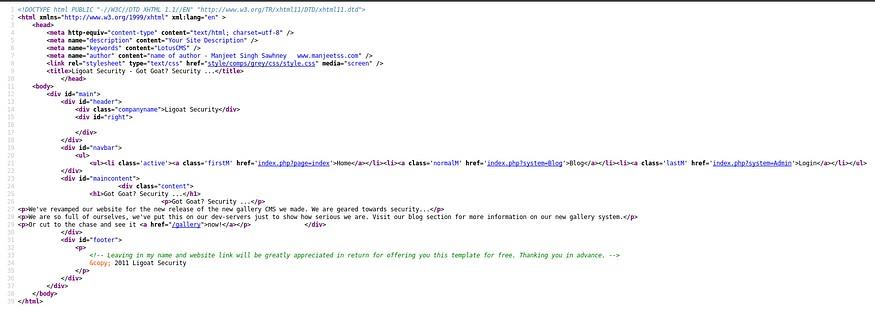 1 <!DOCTYPE html PUBLIC "-//W3C//DTD XHTML 1.1//EN" "http://www.w3.org/TR/xhtml11/DTD/xhtml11.dtd">
2 <html xmlns="http://www.w3.org/1999/xhtml" xml:lang="en" >
3 <head>
4 <meta http-equiv="content-type" content="text/html; charset=utf-8" />
5 <meta name="description" content="Your Site Description" />
6 <meta name="keywords" content="LotusCMS" />
7 <meta name="author" content="name of author - Manjeet Singh Sawhney www.manjeetss.com" />
8 <link rel="stylesheet" type="text/css" href="style/comps/grey/css/style.css" media="screen" />
9 <title>Ligoat Security - Got Goat? Security ...</title>
10 </head>
11 <body>
12 <div id="main">
13 <div id="header">
14 <div class="companyname">Ligoat Security</div>
15 <div id="right">
16
17 </div>
18 </div>
19 <div id="navbar">
20 <ul>
21 <ul><li class='active'><a class='firstM' href='index.php?page=index'>Home</a></li><li><a class='normalM' href='index.php?system=Blog'>Blog</a></li><li><a class='lastM' href='index.php?system=Admin'>Login</a></li></ul>
22 </div>
23 <div id="maincontent">
24 <div class="content">
25 <h1>Got Goat? Security ...</h1>
26 <p>Got Goat? Security ...</p>
27 <p>We've revamped our website for the new release of the new gallery CMS we made. We are geared towards security...</p>
28 <p>We are so full of ourselves, we've put this on our dev-servers just to show how serious we are. Visit our blog section for more information on our new gallery system.</p>
29 <p>Or cut to the chase and see it <a href="/gallery">now!</a></p> </div>
30 </div>
31 <div id="footer">
32 <p>
33 <!-- Leaving in my name and website link will be greatly appreciated in return for offering you this template for free. Thanking you in advance. -->
34 &copy; 2011 Ligoat Security
35 </p>
36 </div>
37 </div>
38 </body>
39 </html>